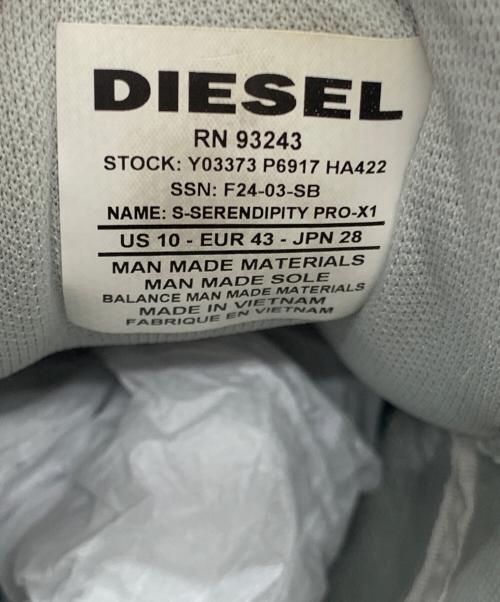 DIESEL
RN 93243
STOCK: Y03373 P6917 HA422
SSN: F24-03-SB
NAME: S-SERENDIPITY PRO-X1
US 10 - EUR 43 - JPN 28
MAN MADE MATERIALS
MAN MADE SOLE
BALANCE MAN MADE MATERIALS
MADE IN VIETNAM
FABRIQUE EN VIETNAM